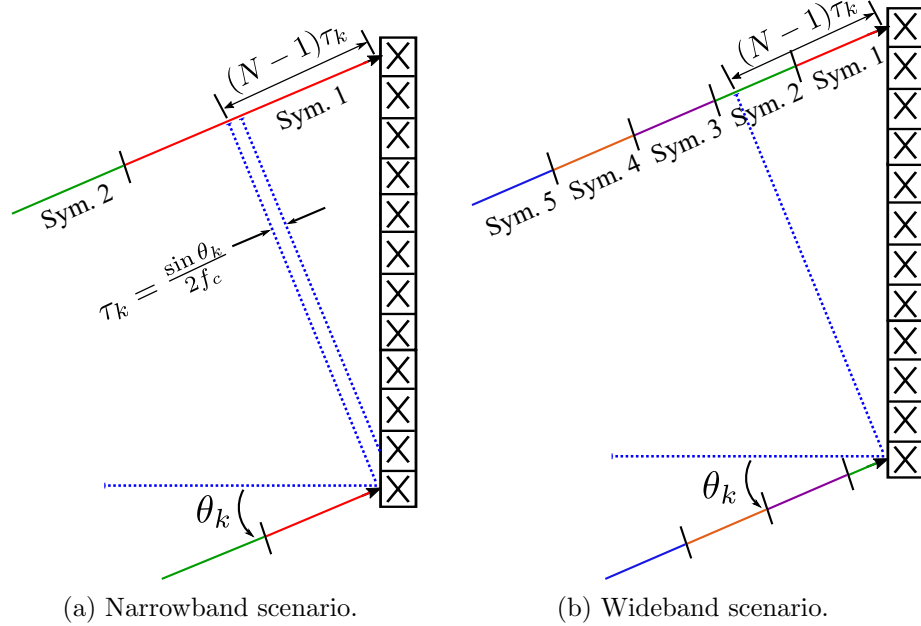 (N − 1)τ_k
Sym. 1
Sym. 2
τ_k = sin θ_k / 2f_c
θ_k
(a) Narrowband scenario.
(N − 1)τ_k
Sym. 1
Sym. 2
Sym. 3
Sym. 4
Sym. 5
θ_k
(b) Wideband scenario.